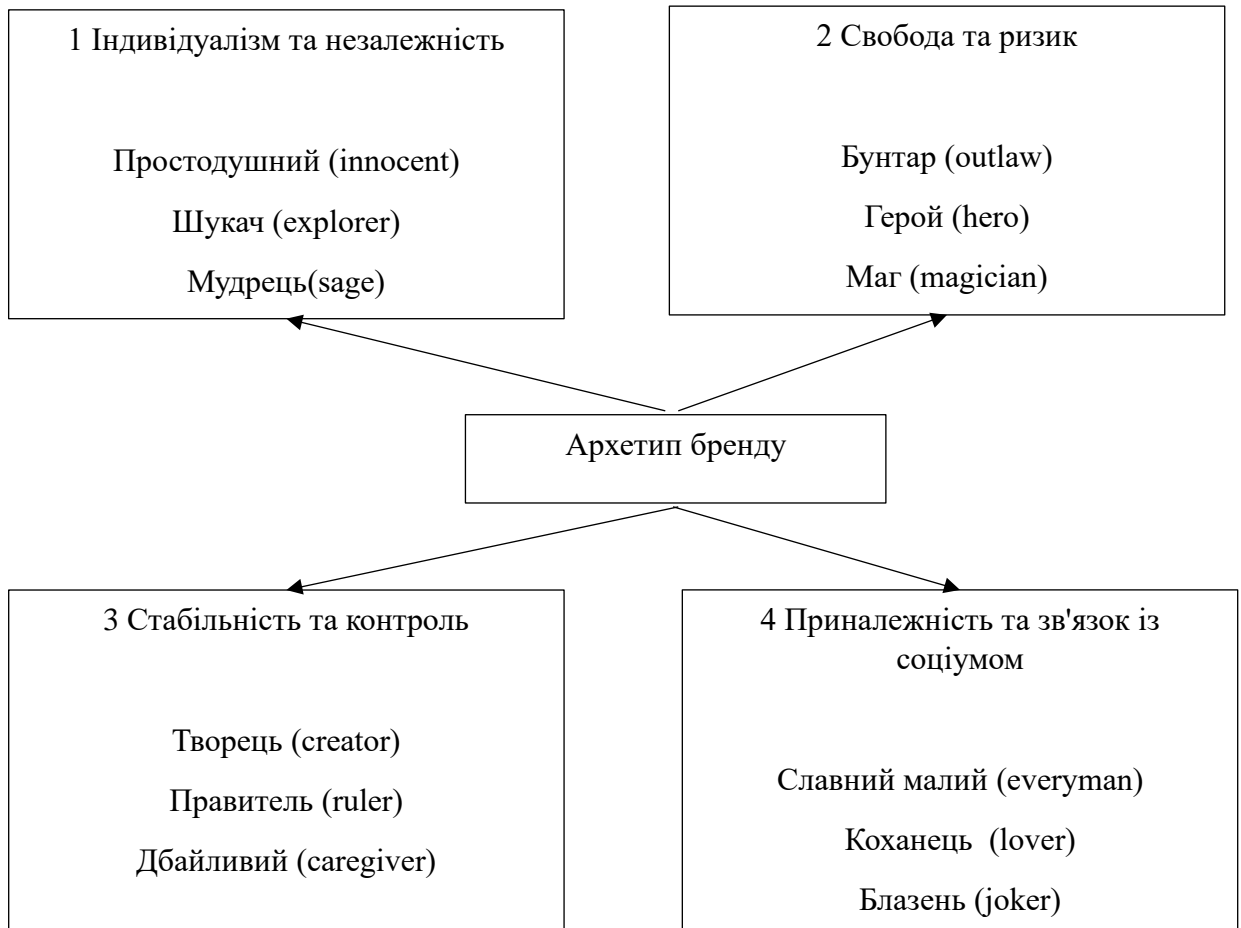 1 Індивідуалізм та незалежність
Простодушний (innocent)
Шукач (explorer)
Мудрець(sage)
2 Свобода та ризик
Бунтар (outlaw)
Герой (hero)
Маг (magician)
Архетип бренду
3 Стабільність та контроль
Творець (creator)
Правитель (ruler)
Дбайливий (caregiver)
4 Приналежність та зв'язок із
соціумом
Славний малий (everyman)
Коханець  (lover)
Блазень (joker)